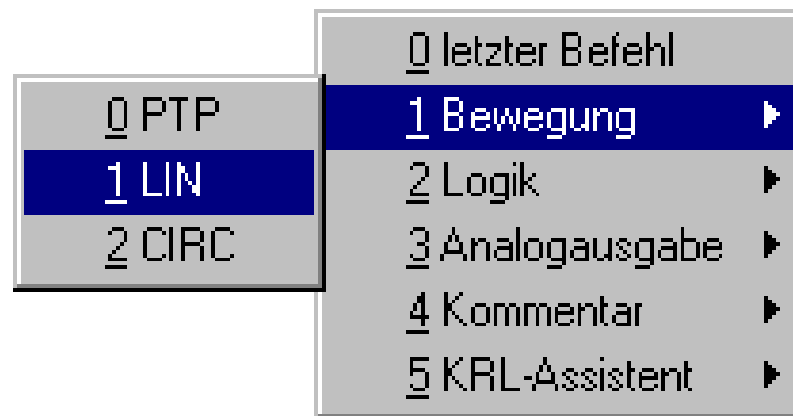 0 letzter Befehl
1 Bewegung
2 Logik
3 Analogausgabe
4 Kommentar
5 KRL-Assistent
0 PTP
1 LIN
2 CIRC